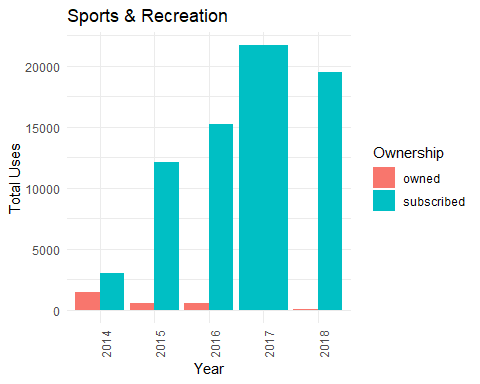 Sports & Recreation
Total Uses
20000
15000
10000
5000
0
2014
2015
2016
2017
2018
Year
Ownership
owned
subscribed